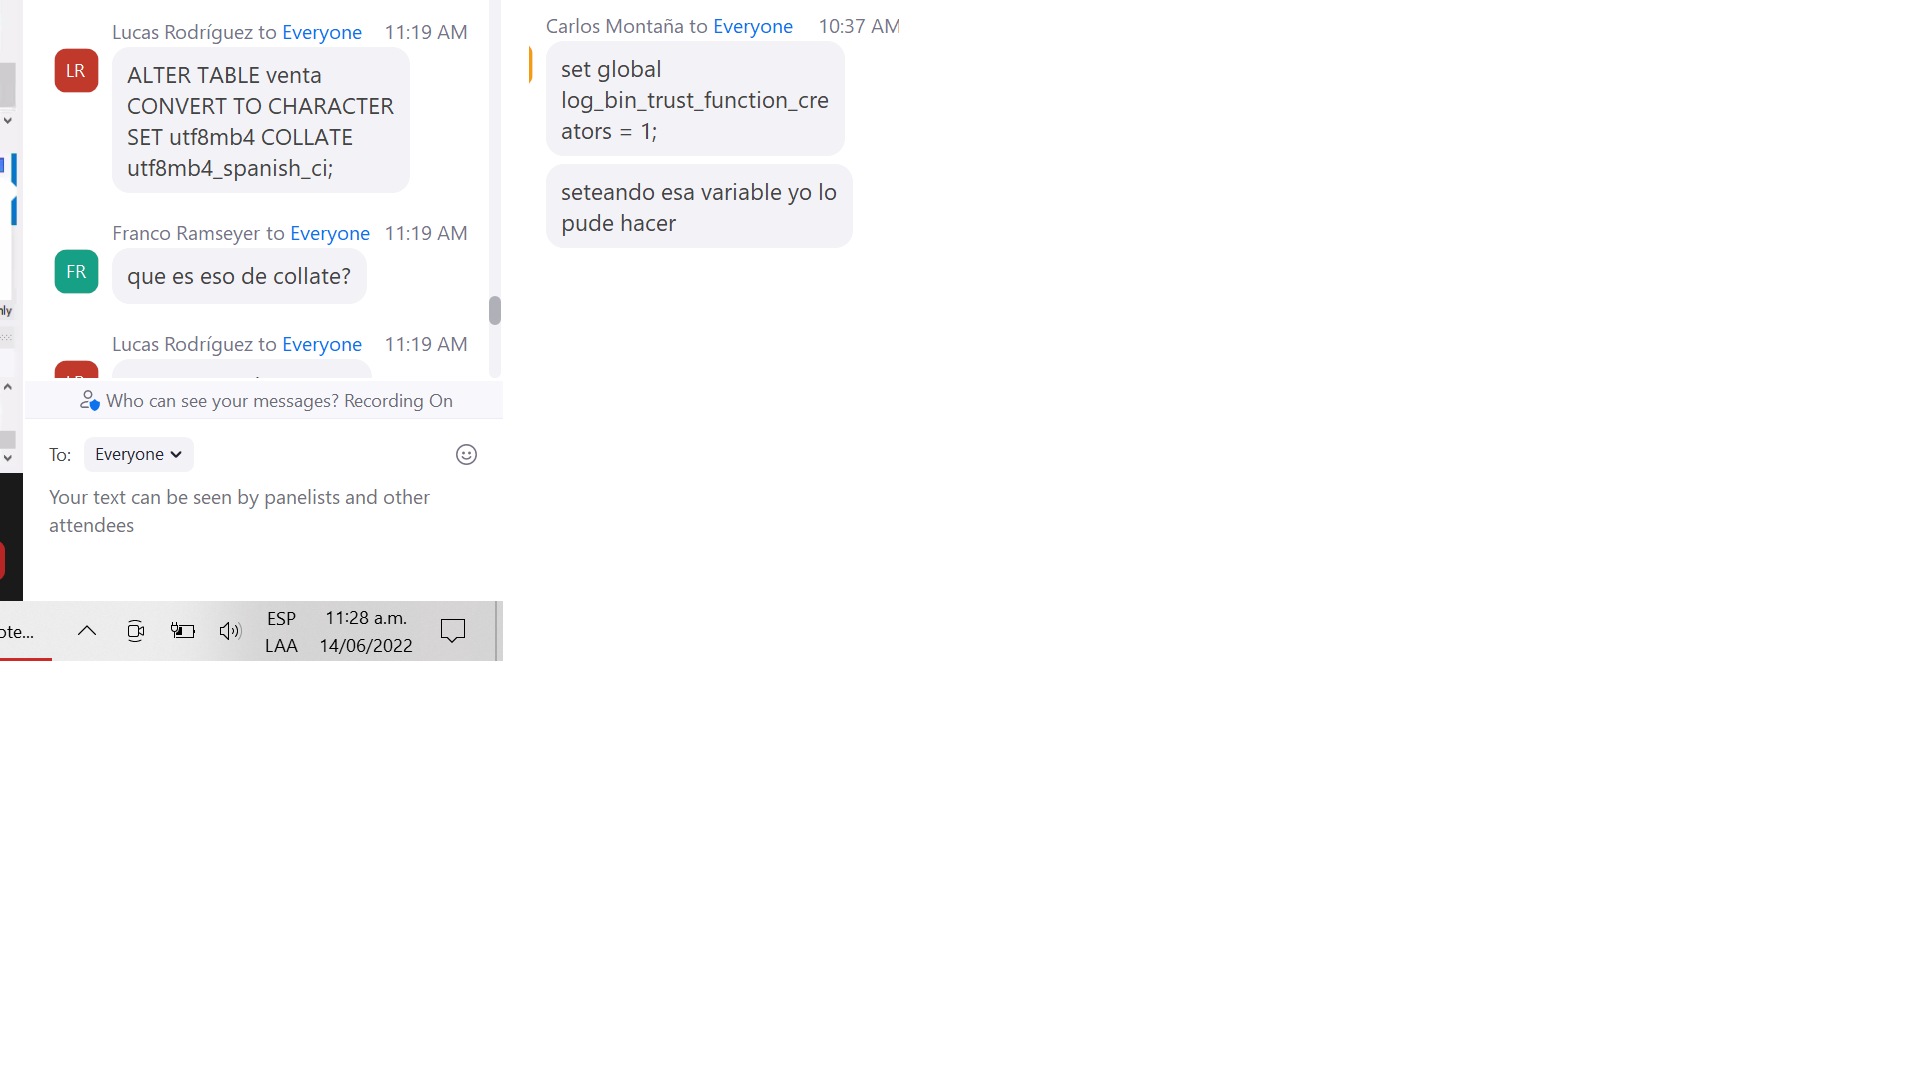 Lucas Rodríguez to Everyone 11:19 AM
LR
ALTER TABLE venta
CONVERT TO CHARACTER
SET utf8mb4 COLLATE
utf8mb4_spanish_ci;
Franco Ramseyer to Everyone 11:19 AM
FR
que es eso de collate?
Lucas Rodríguez to Everyone 11:19 AM
Who can see your messages? Recording On
To: Everyone
Your text can be seen by panelists and other
attendees
ote...
ESP
LAA
11:28 a.m.
14/06/2022
Carlos Montaña to Everyone 10:37 AM
set global
log_bin_trust_function_cre
ators = 1;
seteando esa variable yo lo
pude hacer